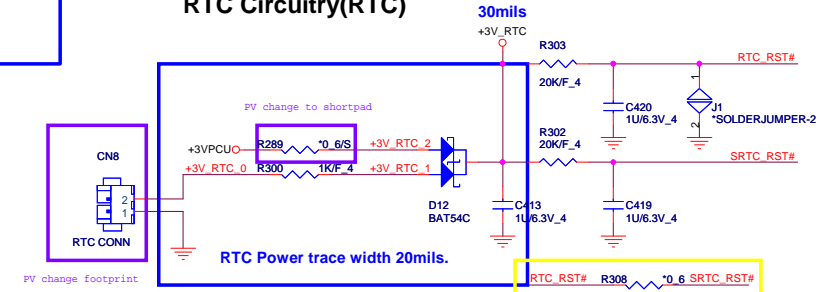 RTC Circuitry(RTC)
30mils
+3V_RTC
R303
20K/F_4
RTC_RST#
C420
1U/6.3V_4
1
2
J1
*SOLDERJUMPER-2
PV change to shortpad
+3VPCU
R289
*0_6/S
+3V_RTC_2
R302
20K/F_4
SRTC_RST#
CN8
+3V_RTC_0
R300
1K/F_4
+3V_RTC_1
2
1
D12
BAT54C
C413
1U/6.3V_4
C419
1U/6.3V_4
RTC CONN
RTC Power trace width 20mils.
PV change footprint
RTC_RST#
R308
*0_6
SRTC_RST#